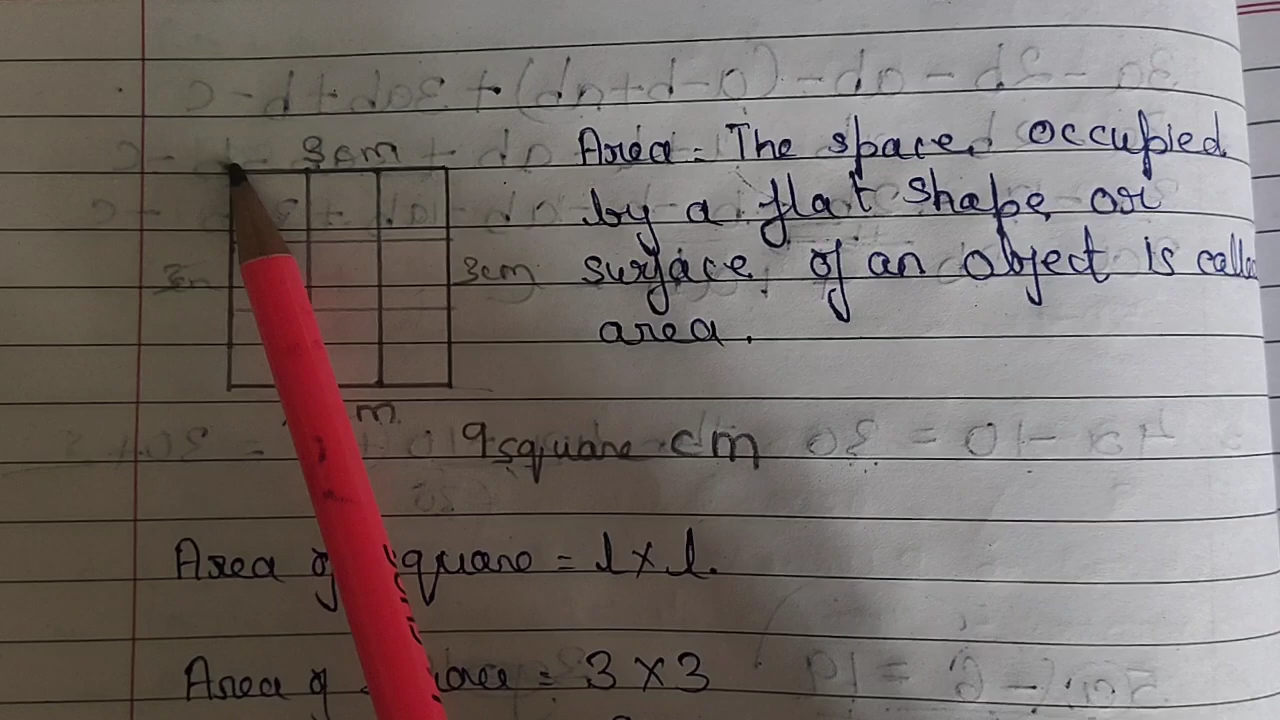 3cm
Area - The space occupied
by a flat shape or
3cm surface of an object is called
area.
m
9 square cm
Area of square = l x l.
Area of = 3 x 3